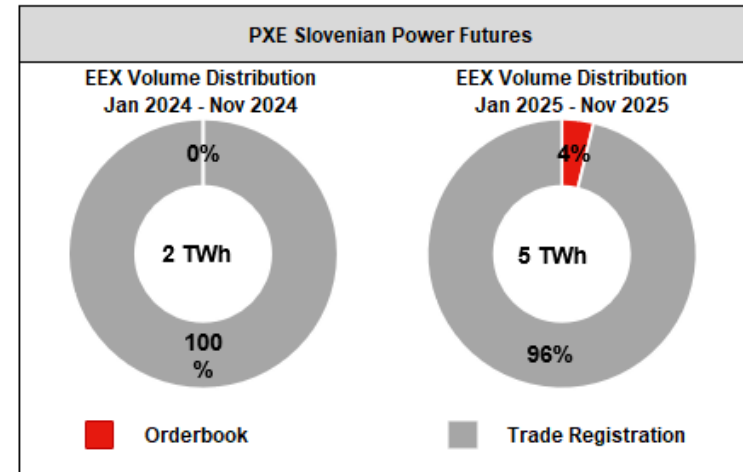 PXE Slovenian Power Futures
EEX Volume Distribution
Jan 2024 - Nov 2024
0%
2 TWh
100
%
EEX Volume Distribution
Jan 2025 - Nov 2025
4%
5 TWh
96%
Orderbook
Trade Registration